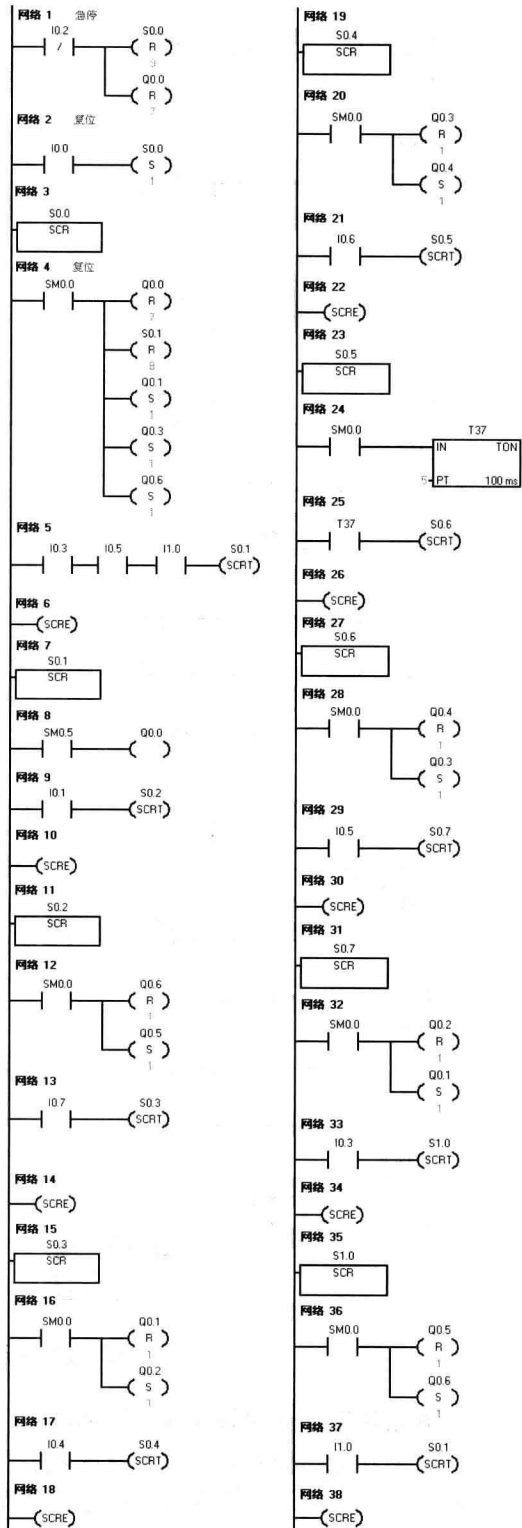 网络 1 急停
I0.2
/
S0.0
R
9
Q0.0
R
7
网络 2 复位
I0.0
S0.0
S
1
网络 3
S0.0
SCR
网络 4 复位
SM0.0
Q0.0
R
7
S0.1
R
8
Q0.1
S
1
Q0.3
S
1
Q0.6
S
1
网络 5
I0.3
I0.5
I1.0
S0.1
SCRT
网络 6
SCRE
网络 7
S0.1
SCR
网络 8
SM0.5
Q0.0
网络 9
I0.1
S0.2
SCRT
网络 10
SCRE
网络 11
S0.2
SCR
网络 12
SM0.0
Q0.6
R
1
Q0.5
S
1
网络 13
I0.7
S0.3
SCRT
网络 14
SCRE
网络 15
S0.3
SCR
网络 16
SM0.0
Q0.1
R
1
Q0.2
S
1
网络 17
I0.4
S0.4
SCRT
网络 18
SCRE
网络 19
S0.4
SCR
网络 20
SM0.0
Q0.3
R
1
Q0.4
S
1
网络 21
I0.6
S0.5
SCRT
网络 22
SCRE
网络 23
S0.5
SCR
网络 24
SM0.0
T37
IN TON
5 PT 100 ms
网络 25
T37
S0.6
SCRT
网络 26
SCRE
网络 27
S0.6
SCR
网络 28
SM0.0
Q0.4
R
1
Q0.3
S
1
网络 29
I0.5
S0.7
SCRT
网络 30
SCRE
网络 31
S0.7
SCR
网络 32
SM0.0
Q0.2
R
1
Q0.1
S
1
网络 33
I0.3
S1.0
SCRT
网络 34
SCRE
网络 35
S1.0
SCR
网络 36
SM0.0
Q0.5
R
1
Q0.6
S
1
网络 37
I1.0
S0.1
SCRT
网络 38
SCRE